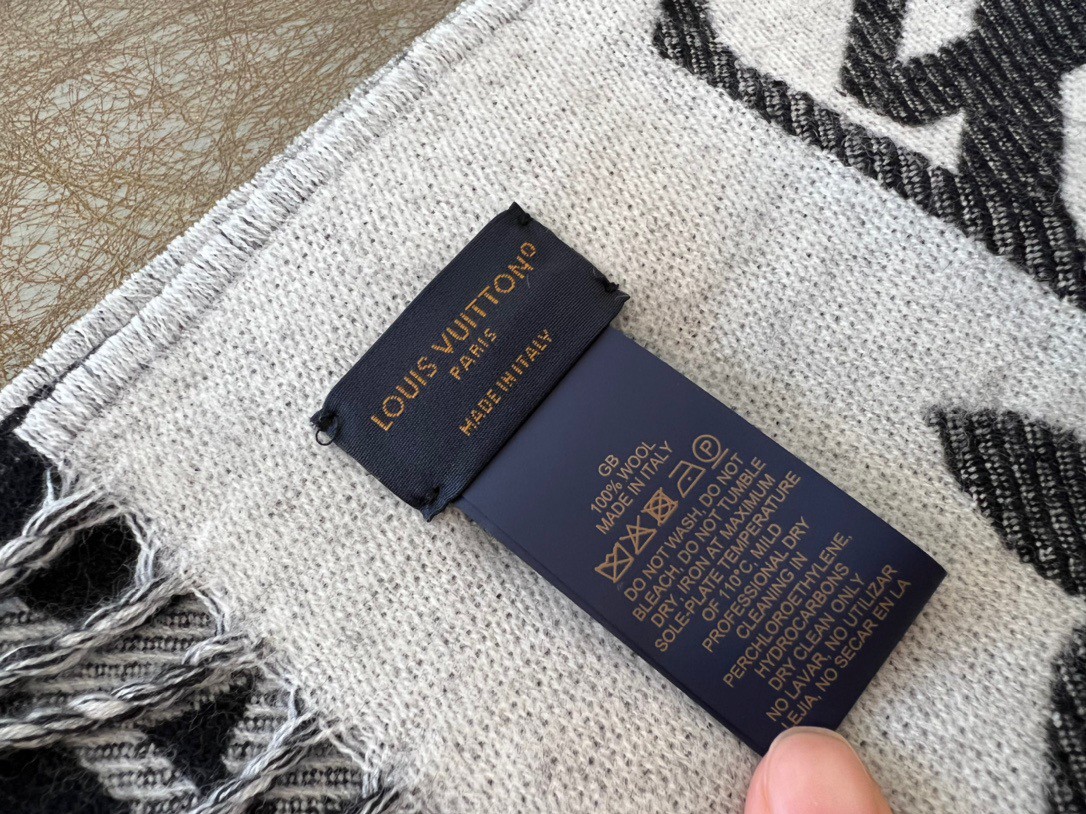 LOUIS VUITTON®
PARIS
MADE IN ITALY
GB
100% WOOL
MADE IN ITALY
P
DO NOT WASH, DO NOT
BLEACH, DO NOT TUMBLE
DRY, IRON AT MAXIMUM
SOLE-PLATE TEMPERATURE
OF 110°C, MILD
PROFESSIONAL DRY
CLEANING IN
PERCHLOROETHYLENE,
HYDROCARBONS
DRY CLEAN ONLY
NO LAVAR, NO UTILIZAR
LEJIA, NO SECAR EN LA